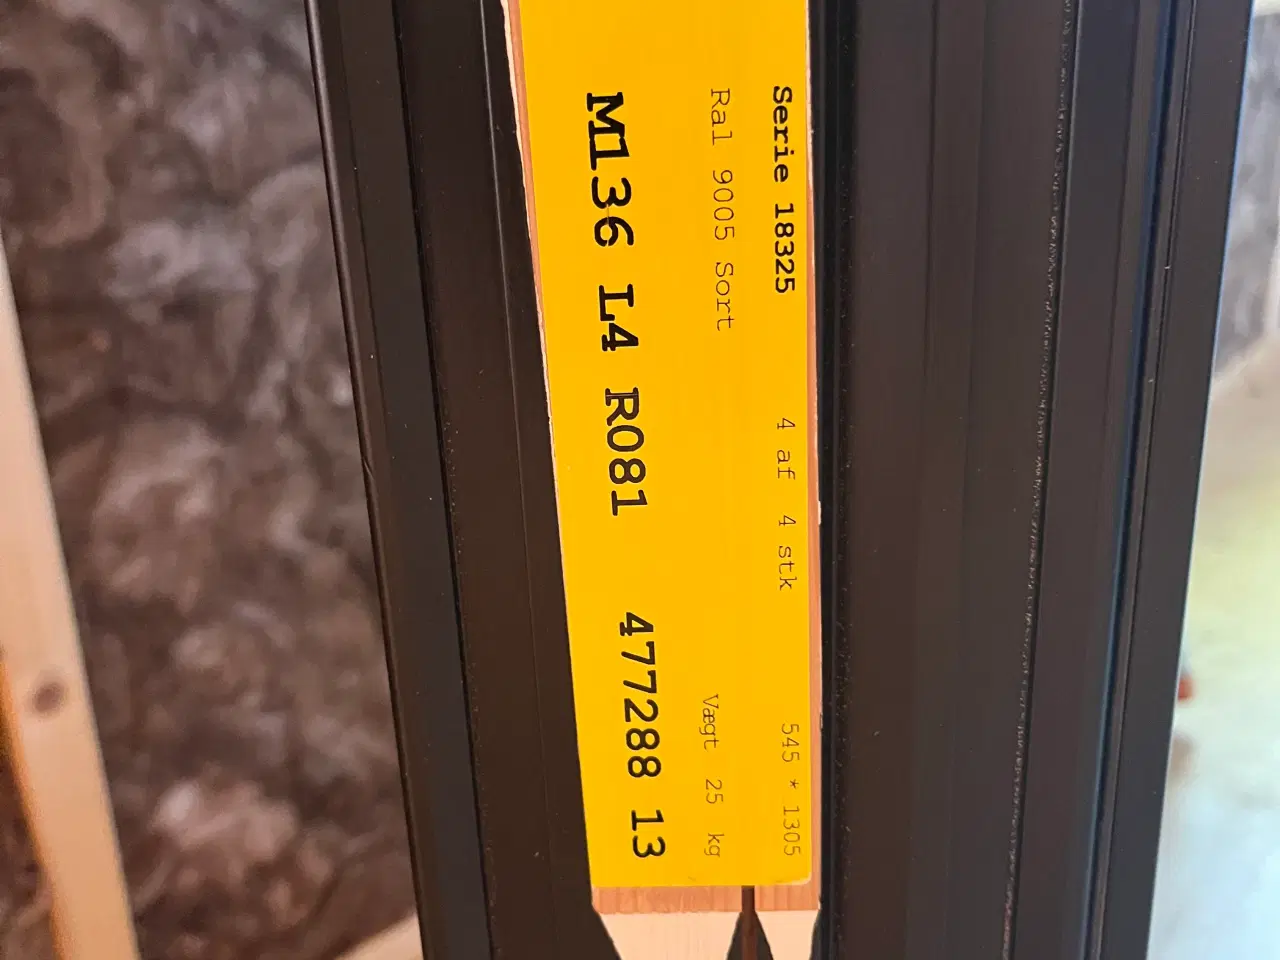 Serie 18325 4 af 4 stk 545 * 1305
Ral 9005 Sort Vægt 25 kg
M136 L4 R081 477288 13